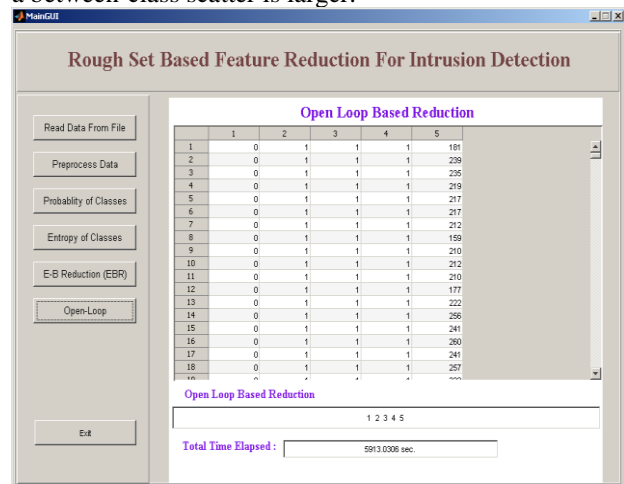 a between-class scatter is larger.
MainGUI
Rough Set Based Feature Reduction For Intrusion Detection
Read Data From File
Preprocess Data
Probablity of Classes
Entropy of Classes
E-B Reduction (EBR)
Open-Loop
Exit
Open Loop Based Reduction
1 2 3 4 5
1 0 1 1 1 181
2 0 1 1 1 239
3 0 1 1 1 235
4 0 1 1 1 219
5 0 1 1 1 217
6 0 1 1 1 217
7 0 1 1 1 212
8 0 1 1 1 159
9 0 1 1 1 210
10 0 1 1 1 212
11 0 1 1 1 210
12 0 1 1 1 177
13 0 1 1 1 222
14 0 1 1 1 256
15 0 1 1 1 241
16 0 1 1 1 260
17 0 1 1 1 241
18 0 1 1 1 257
Open Loop Based Reduction
1 2 3 4 5
Total Time Elapsed :
5913.0306 sec.